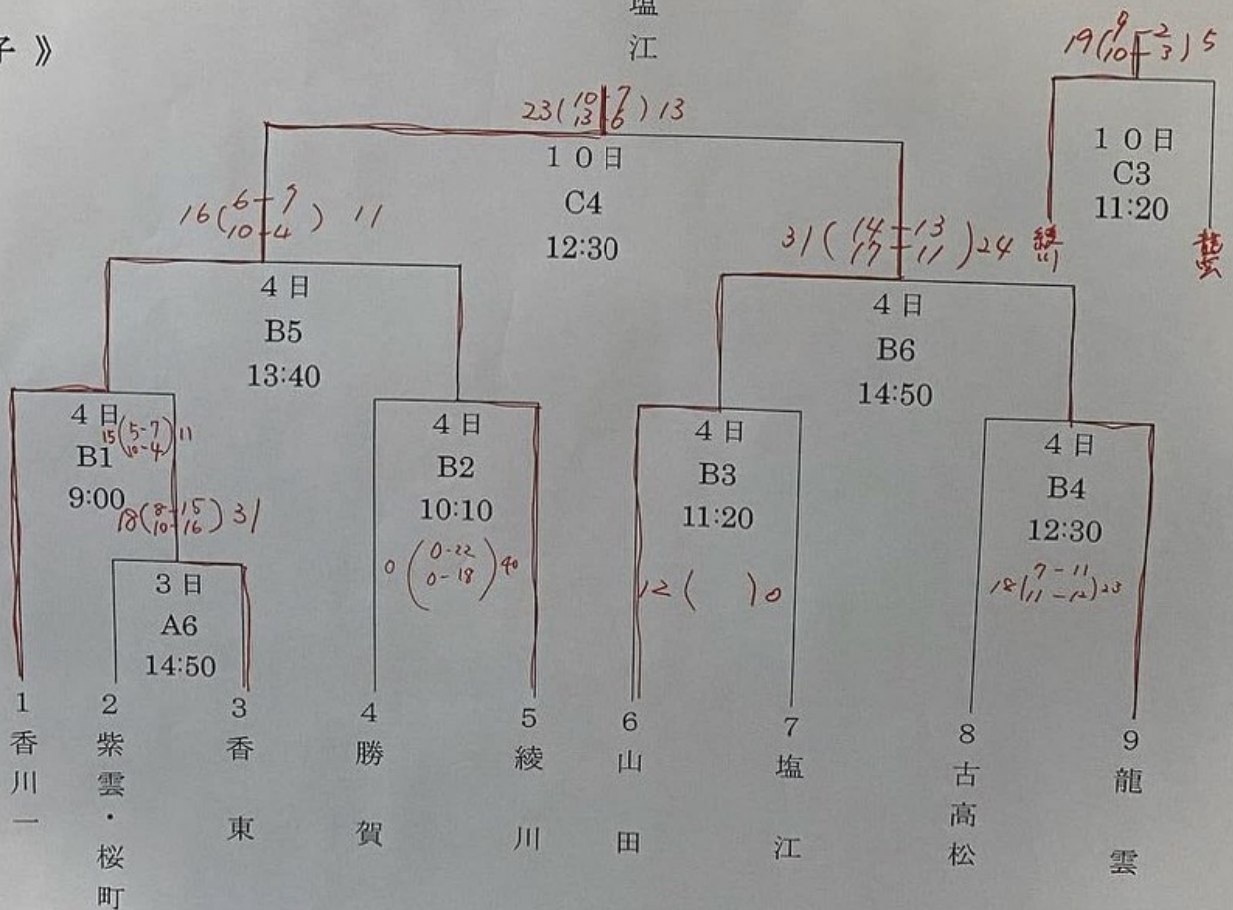 塩江
子 》
19(9-2 10-3)5
23(10-7 13-6)13
10日
C4
12:30
10日
C3
11:20
綾川
龍雲
16(6-7 10-4)11
31(14-13 17-11)24
4日
B5
13:40
4日
B6
14:50
4日
B1
9:00
15(5-7 10-4)11
4日
B2
10:10
0(0-22 0-18)40
4日
B3
11:20
12( )0
4日
B4
12:30
18(7-11 11-12)23
18(8-15 10-16)31
3日
A6
14:50
1 香川一
2 紫雲・桜町
3 香東
4 勝賀
5 綾川
6 山田
7 塩江
8 古高松
9 龍雲